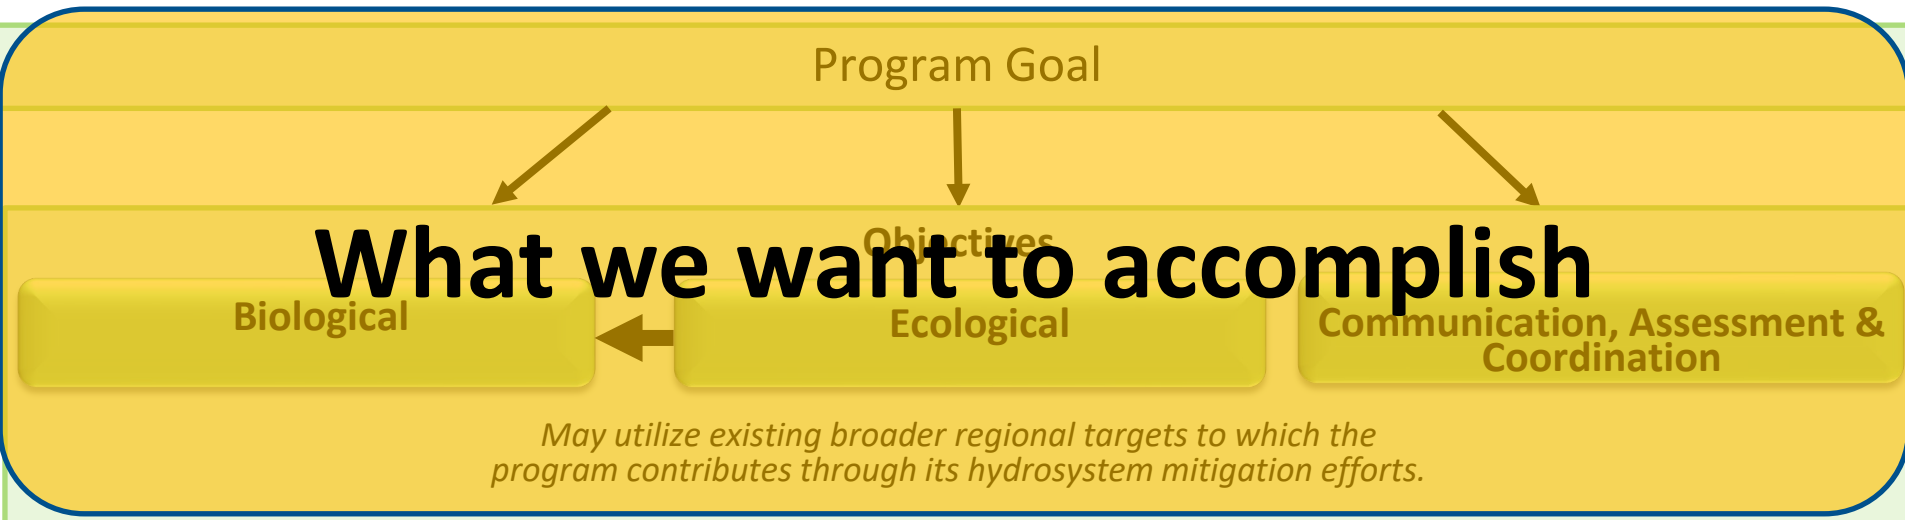 Program Goal
Objectives
What we want to accomplish
Biological
Ecological
Communication, Assessment &
Coordination
May utilize existing broader regional targets to which the
program contributes through its hydrosystem mitigation efforts.